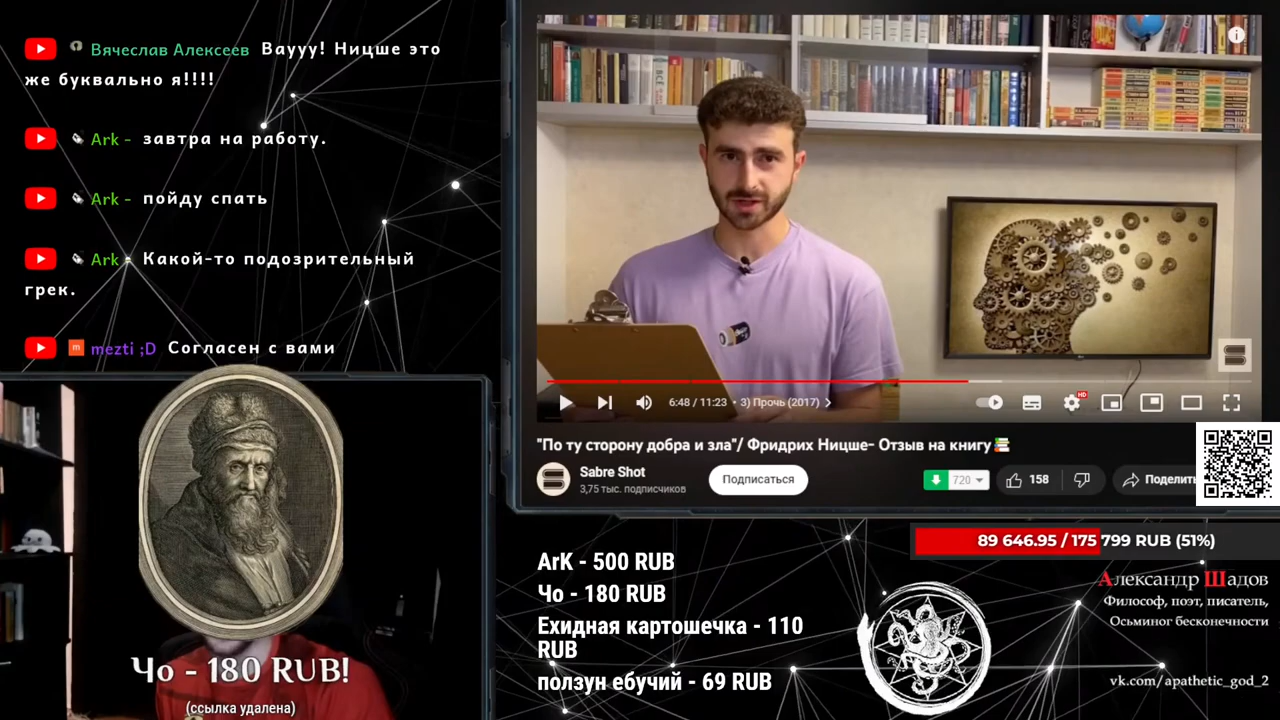 Вячеслав Алексеев Ваууу! Ницше это
же буквально я!!!!
Ark - завтра на работу.
Ark - пойду спать
Ark - Какой-то подозрительный
грек.
m mezti ;D Согласен с вами
Чо - 180 RUB!
(ссылка удалена)
6:48 / 11:23 • 3) Прочь (2017)
HD
"По ту сторону добра и зла"/ Фридрих Ницше- Отзыв на книгу
Sabre Shot
3,75 тыс. подписчиков
Подписаться
720
158
Поделить
ArK - 500 RUB
Чо - 180 RUB
Ехидная картошечка - 110
RUB
ползун ебучий - 69 RUB
89 646.95 / 175 799 RUB (51%)
Александр Шадов
Философ, поэт, писатель,
Осьминог бесконечности
vk.com/apathetic_god_2